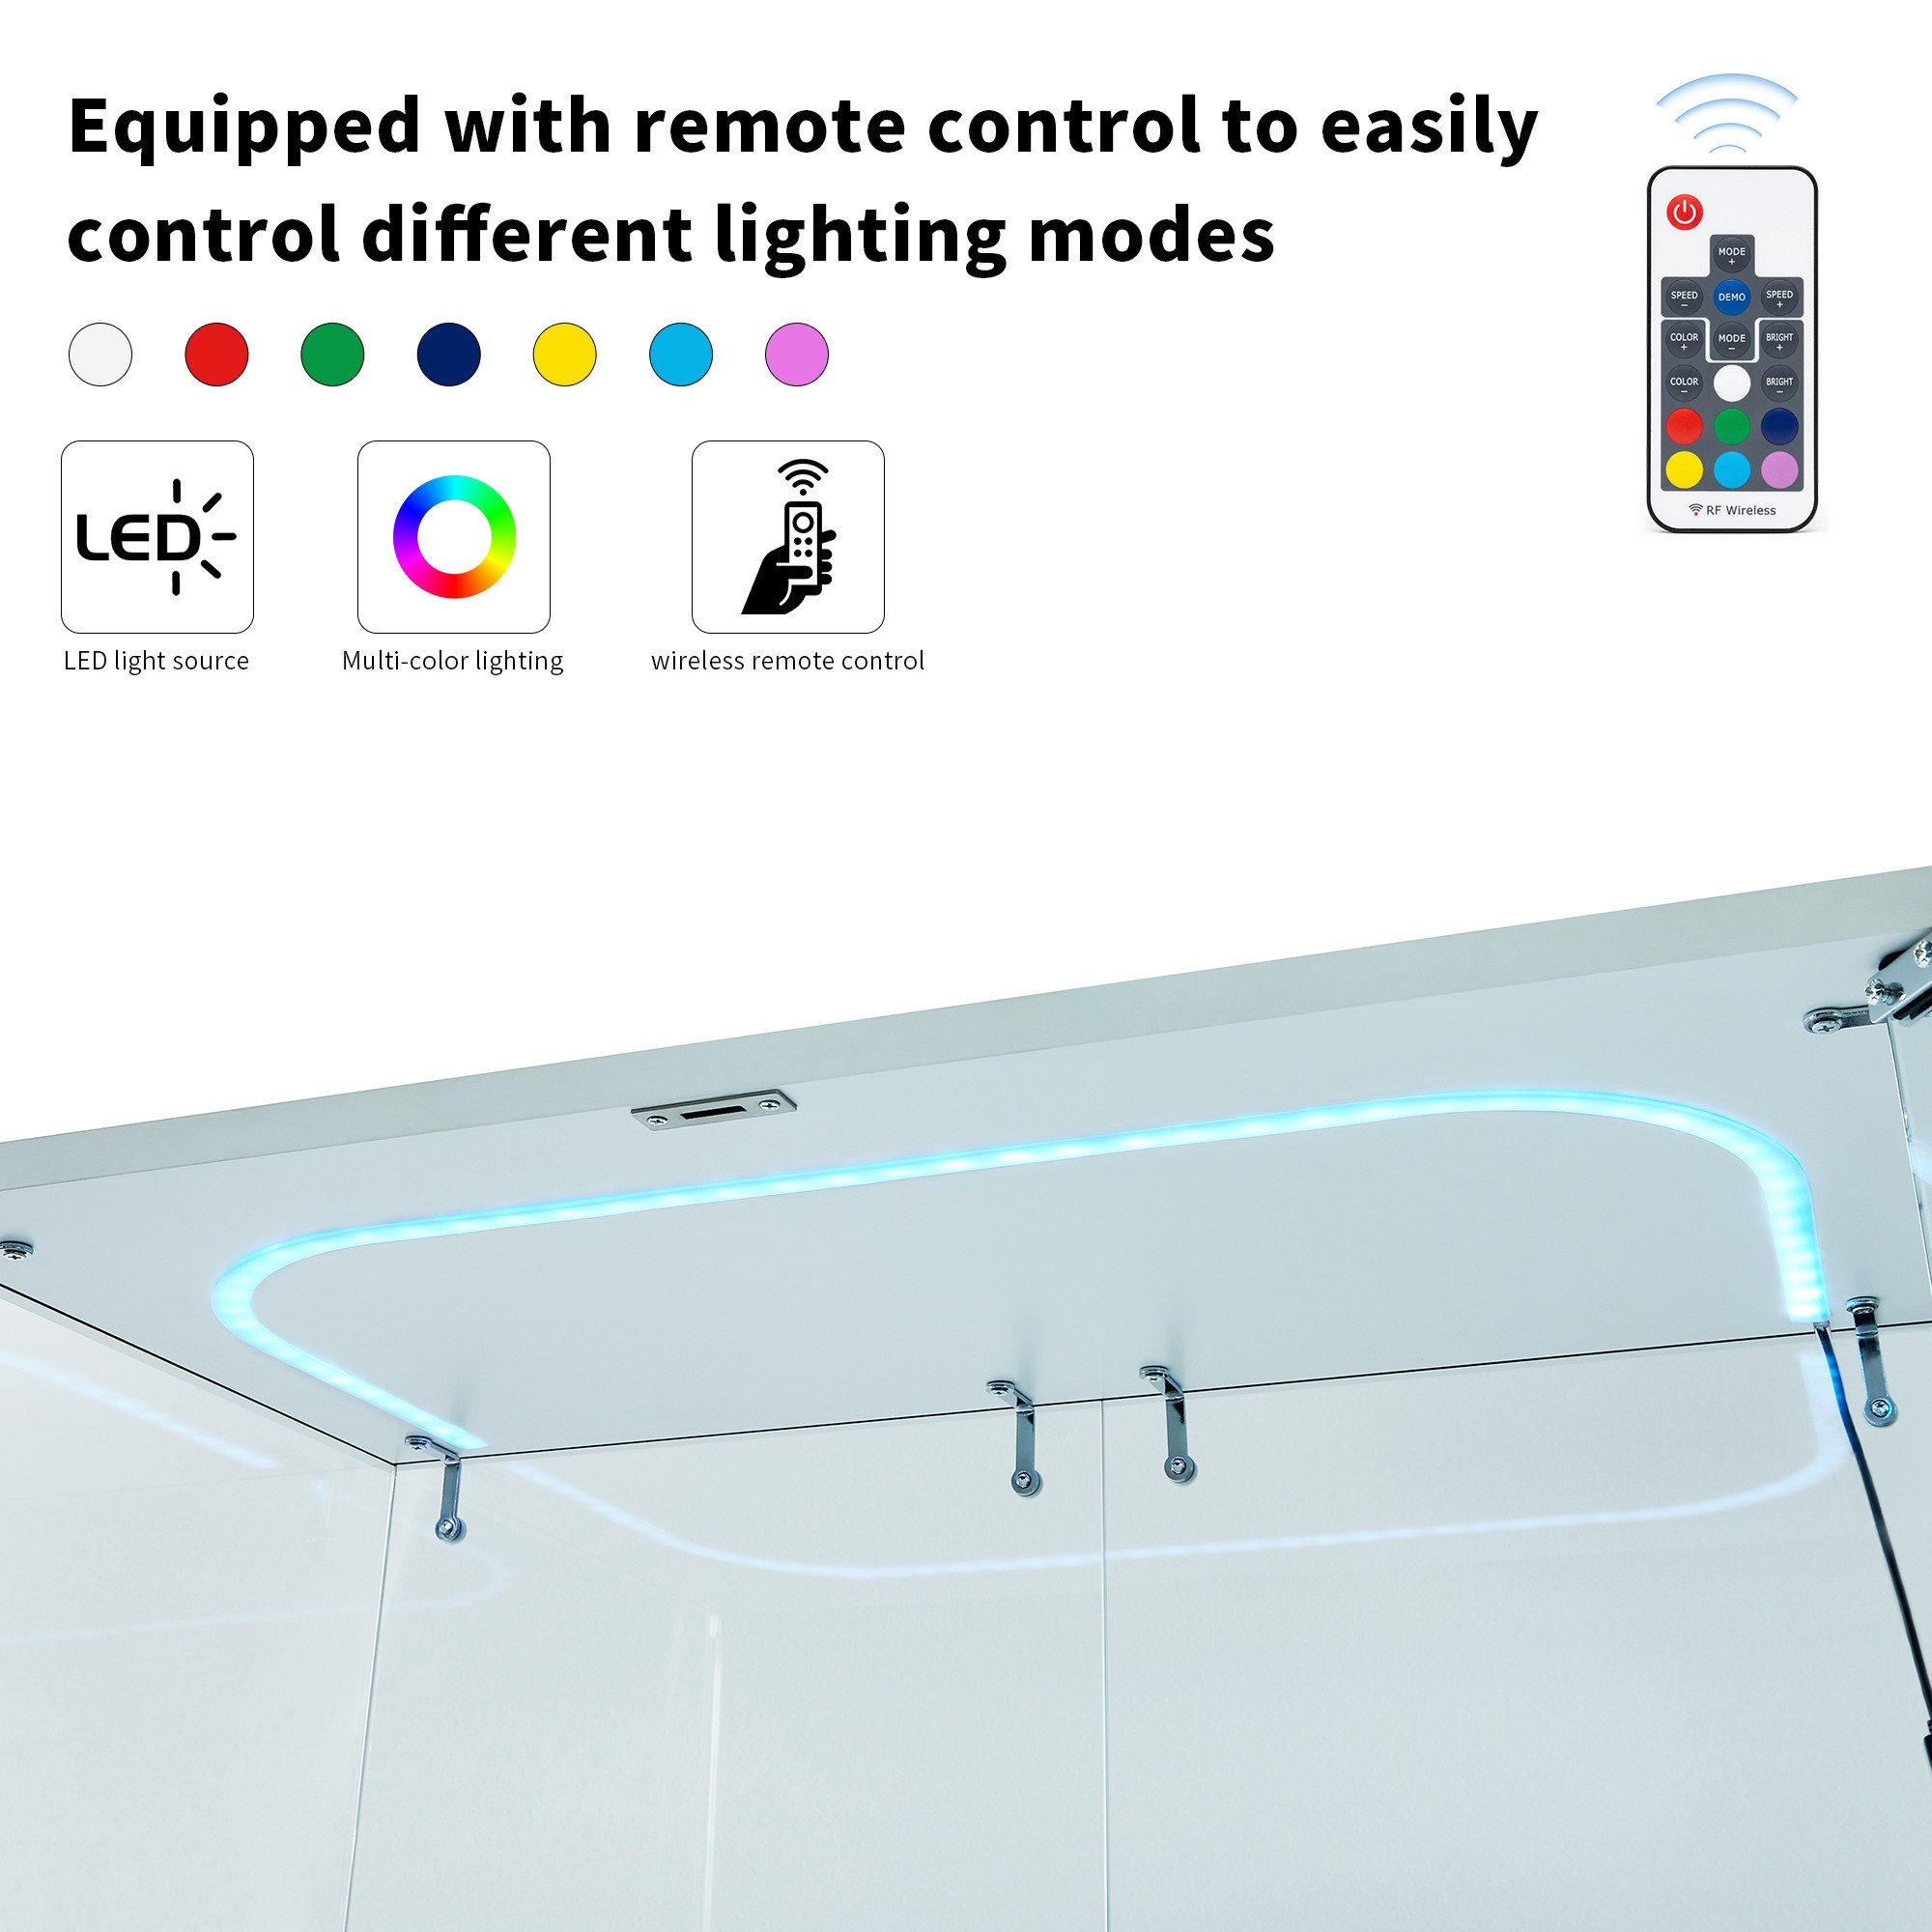 Equipped with remote control to easily
control different lighting modes
MODE
+
SPEED
−
DEMO
SPEED
+
COLOR
+
MODE
−
BRIGHT
+
COLOR
−
BRIGHT
−
RF Wireless
LED
LED light source
Multi-color lighting
wireless remote control